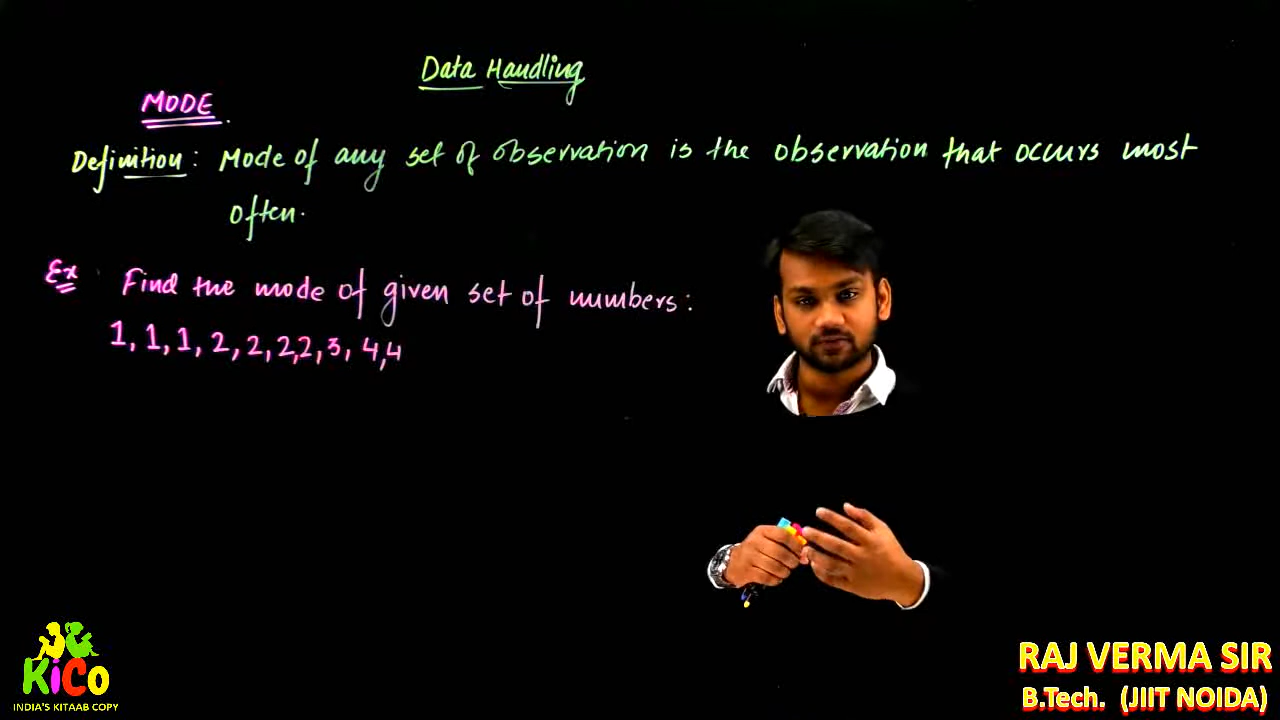 Data Handling
MODE.
Definition: Mode of any set of observation is the observation that occurs most
often.
Ex Find the mode of given set of numbers:
1, 1, 1, 2, 2, 2,2, 3, 4,4
KiCo
INDIA'S KITAAB COPY
RAJ VERMA SIR
B.Tech. (JIIT NOIDA)